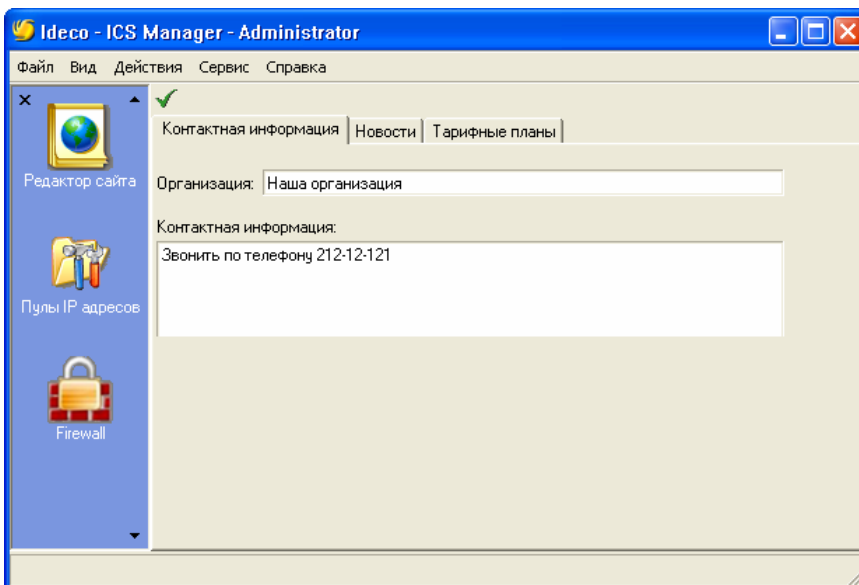 Ideco - ICS Manager - Administrator
Файл Вид Действия Сервис Справка
Контактная информация Новости Тарифные планы
Редактор сайта
Организация: Наша организация
Контактная информация:
Звонить по телефону 212-12-121
Пулы IP адресов
Firewall